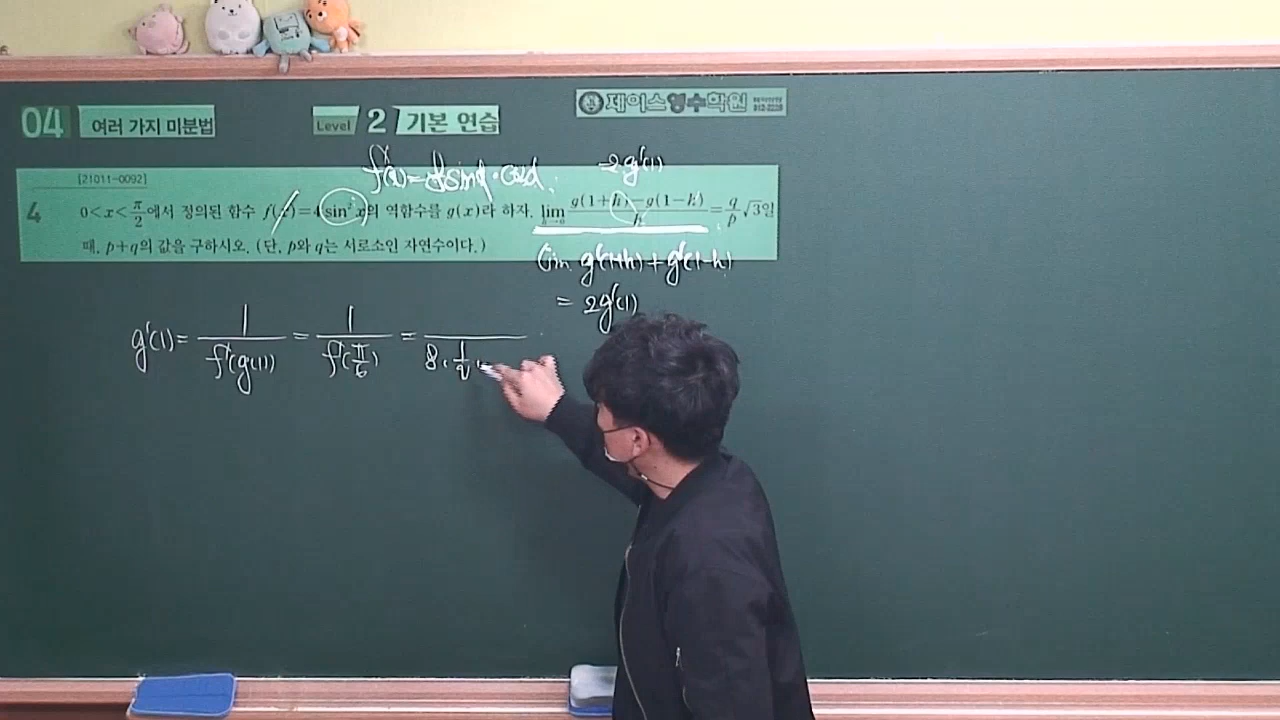 04 여러 가지 미분법
Level 2 기본 연습
제이스영수학원
f'(x)=8sinx·cosx
2g'(1)
[21011-0092]
4
0<x<π/2에서 정의된 함수 f(x)=4sin²x의 역함수를 g(x)라 하자. lim h→0 g(1+h)-g(1-h)/h = q/p √3일
때, p+q의 값을 구하시오. (단, p와 q는 서로소인 자연수이다.)
lim g'(1+h)+g'(1-h)
= 2g'(1)
g'(1)= 1/f'(g(1)) = 1/f'(π/6) = 8·1/2·